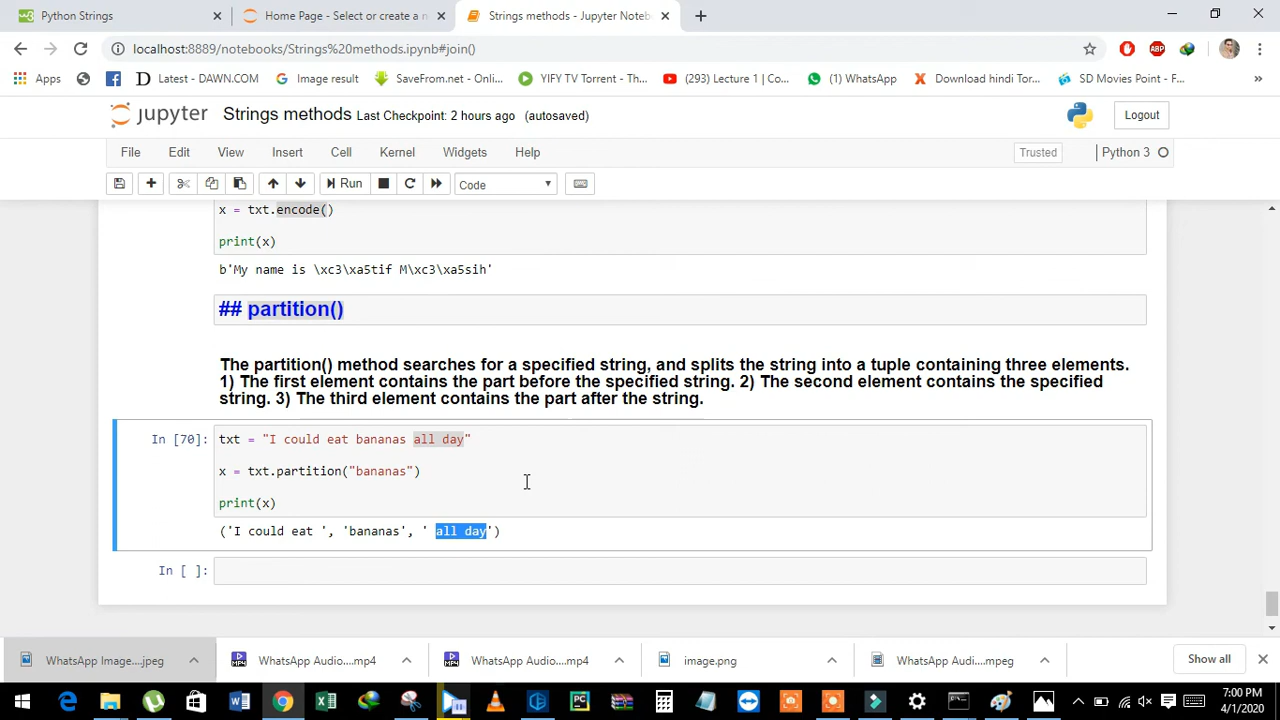 Python Strings
Home Page - Select or create a n
Strings methods - Jupyter Noteb
localhost:8889/notebooks/Strings%20methods.ipynb#join()
ABP
Apps
Latest - DAWN.COM
Image result
SaveFrom.net - Onli...
YIFY TV Torrent - Th...
(293) Lecture 1 | Co...
(1) WhatsApp
Download hindi Tor...
SD Movies Point - F...
»
jupyter
Strings methods Last Checkpoint: 2 hours ago (autosaved)
Logout
File
Edit
View
Insert
Cell
Kernel
Widgets
Help
Trusted
Python 3
Run
Code
x = txt.encode()
print(x)
b'My name is \xc3\xa5tif M\xc3\xa5sih'
## partition()
The partition() method searches for a specified string, and splits the string into a tuple containing three elements.
1) The first element contains the part before the specified string. 2) The second element contains the specified
string. 3) The third element contains the part after the string.
In [70]:
txt = "I could eat bananas all day"
x = txt.partition("bananas")
print(x)
('I could eat ', 'bananas', ' all day')
In [ ]:
WhatsApp Image....jpeg
WhatsApp Audio....mp4
WhatsApp Audio....mp4
image.png
WhatsApp Audi....mpeg
Show all
7:00 PM
4/1/2020